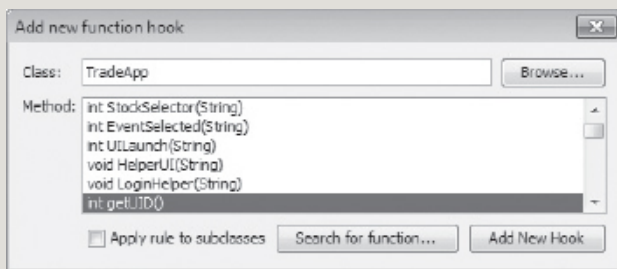 Add new function hook
Class: TradeApp Browse...
Method: int StockSelector(String)
int EventSelected(String)
int UILaunch(String)
void HelperUI(String)
void LoginHelper(String)
int getUID()
Apply rule to subclasses Search for function... Add New Hook